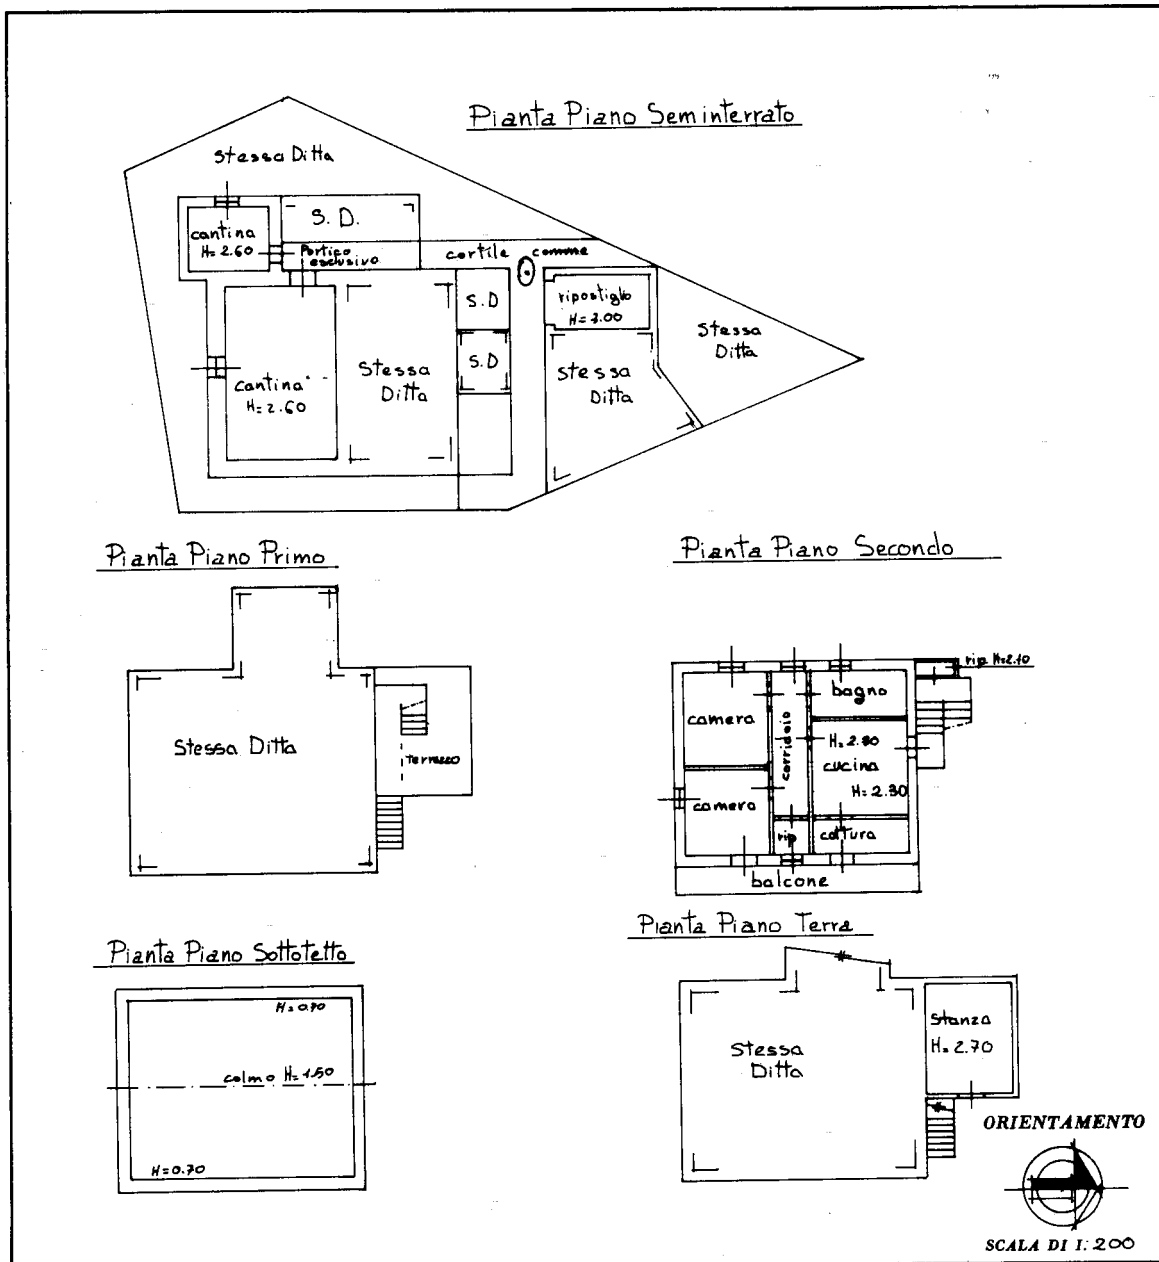 Pianta Piano Seminterrato
Stessa Ditta
S. D.
cantina
H= 2.60
Portico
esclusivo
cortile comune
S.D
ripostiglio
H= 3.00
Stessa
Ditta
S.D
Stessa
Ditta
stessa
Ditta
cantina
H= 2.60
Pianta Piano Primo
Stessa Ditta
terrazzo
Pianta Piano Secondo
rip H=2.10
camera
corridoio
bagno
H= 2.80
cucina
H= 2.30
camera
rip
cottura
balcone
Pianta Piano Sottotetto
H=0.70
colmo H= 1.50
H=0.70
Pianta Piano Terra
Stessa
Ditta
Stanza
H= 2.70
ORIENTAMENTO
SCALA DI 1: 200